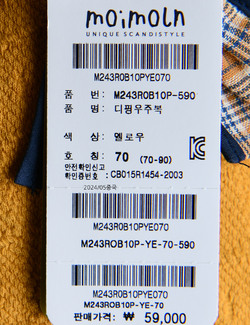 moimoln
UNIQUE SCANDISTYLE
M243R0B10PYE070
품 번: M243R0B10P-590
품 명: 디핑우주복
색 상: 멜로우
호 칭: 70 (70-90)
안전확인신고
확인증번호 : CB015R1454-2003
2024/05중국
M243R0B10PYE070
M243R0B10P-YE-70-590
M243R0B10PYE070
M243R0B10P-YE-70
판매가격: ₩ 59,000